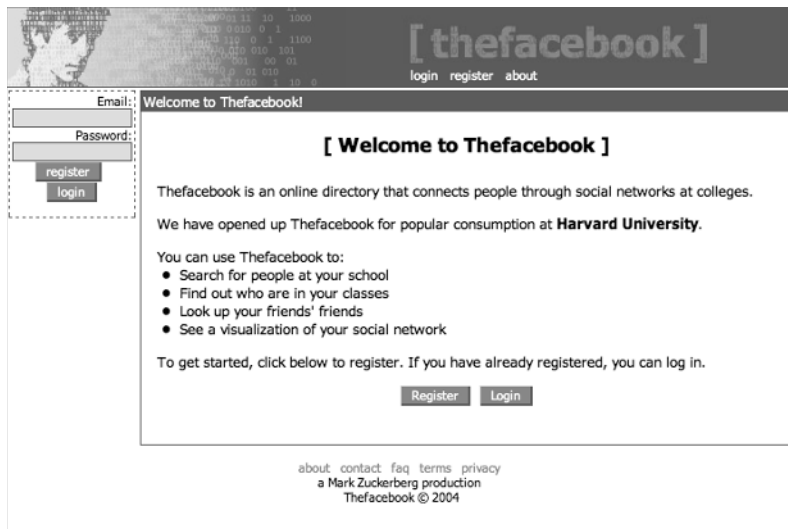 [ thefacebook ]
login register about
Email:
Password:
register
login
Welcome to Thefacebook!
[ Welcome to Thefacebook ]
Thefacebook is an online directory that connects people through social networks at colleges.
We have opened up Thefacebook for popular consumption at Harvard University.
You can use Thefacebook to:
• Search for people at your school
• Find out who are in your classes
• Look up your friends' friends
• See a visualization of your social network
To get started, click below to register. If you have already registered, you can log in.
Register Login
about contact faq terms privacy
a Mark Zuckerberg production
Thefacebook © 2004